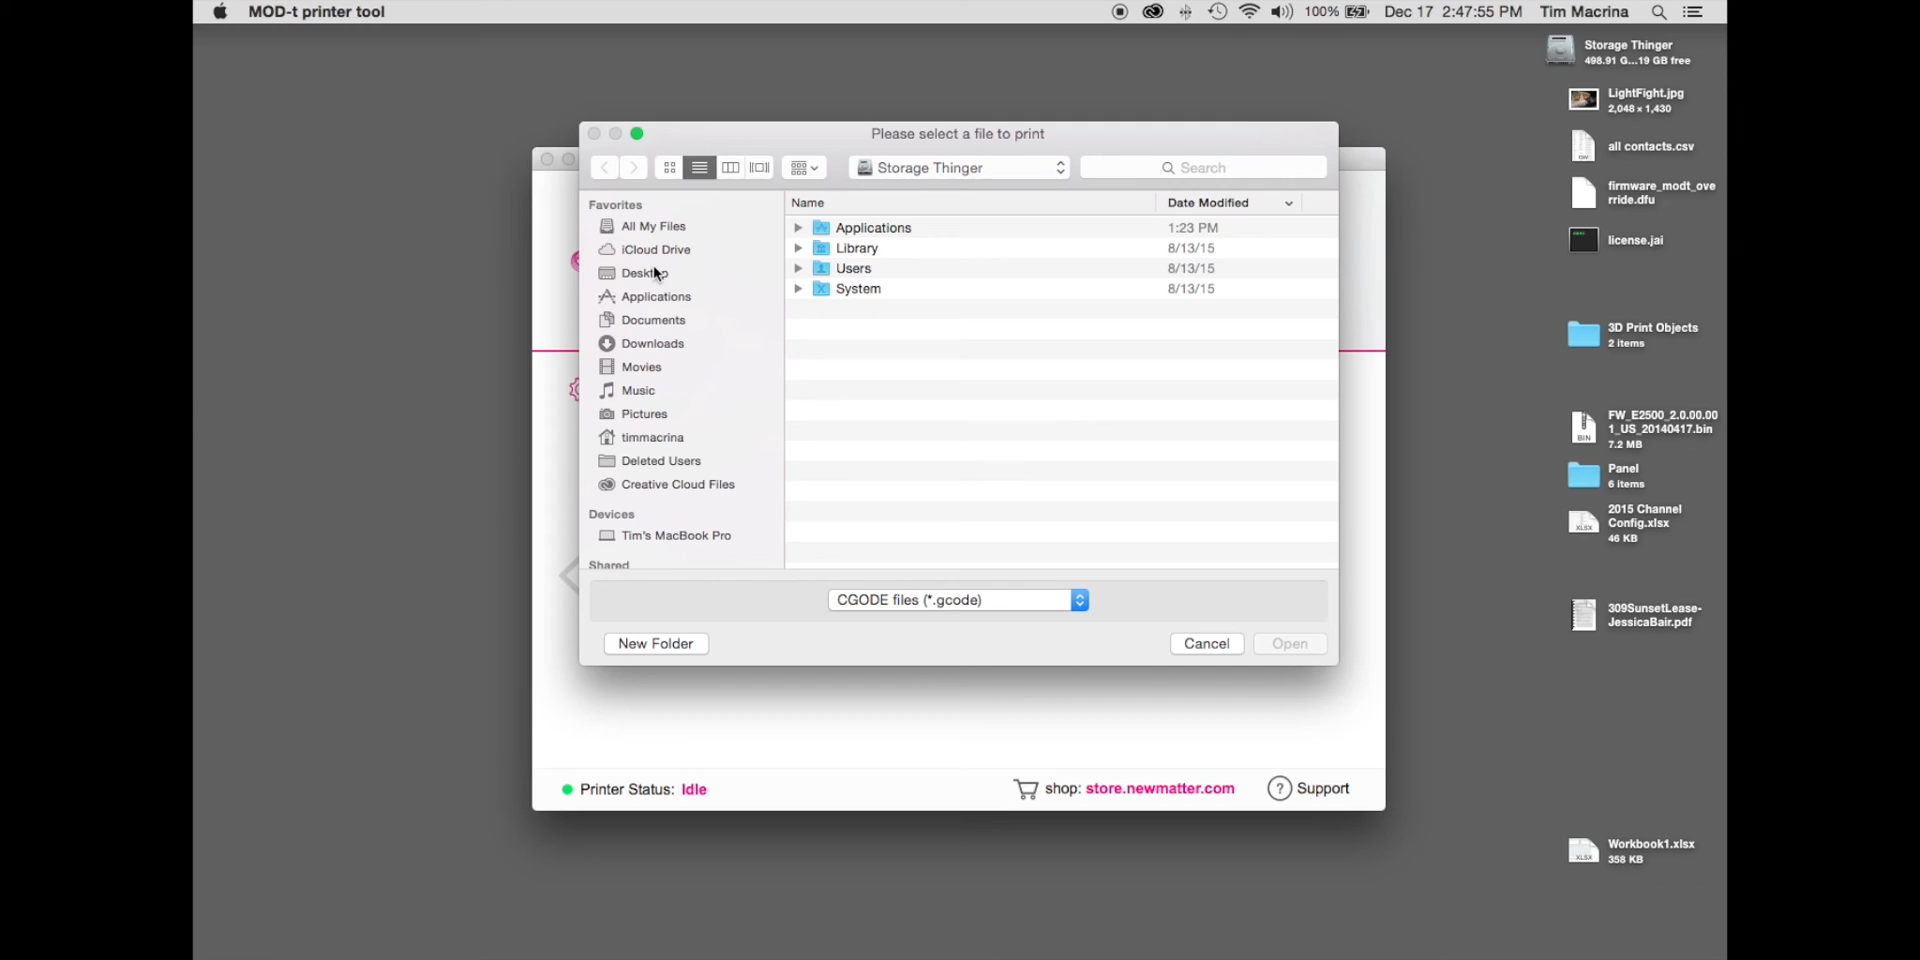 MOD-t printer tool
100%
Dec 17 2:47:55 PM
Tim Macrina
Storage Thinger
498.91 G...19 GB free
LightFight.jpg
2,048 × 1,430
all contacts.csv
firmware_modt_ove
rride.dfu
license.jai
3D Print Objects
2 items
FW_E2500_2.0.00.00
1_US_20140417.bin
7.2 MB
Panel
6 items
2015 Channel
Config.xlsx
46 KB
309SunsetLease-
JessicaBair.pdf
Workbook1.xlsx
358 KB
CSV
BIN
XLSX
XLSX
Please select a file to print
Storage Thinger
Search
Favorites
All My Files
iCloud Drive
Desktop
Applications
Documents
Downloads
Movies
Music
Pictures
timmacrina
Deleted Users
Creative Cloud Files
Devices
Tim's MacBook Pro
Shared
Name
Date Modified
Applications
1:23 PM
Library
8/13/15
Users
8/13/15
System
8/13/15
CGODE files (*.gcode)
New Folder
Cancel
Open
Printer Status: Idle
shop: store.newmatter.com
? Support